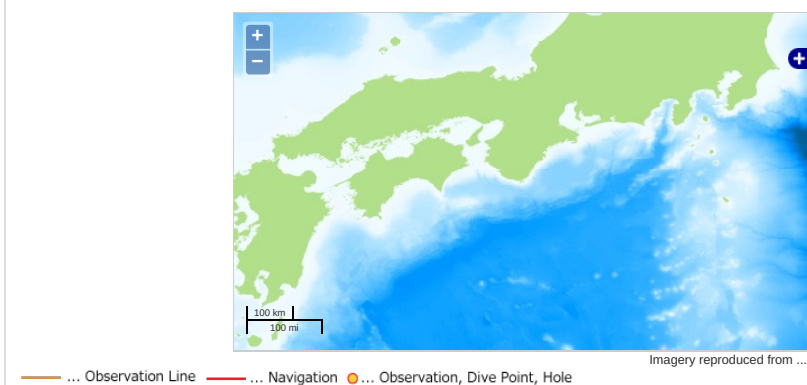 +
−
+
100 km
100 mi
Imagery reproduced from ...
... Observation Line ... Navigation ... Observation, Dive Point, Hole